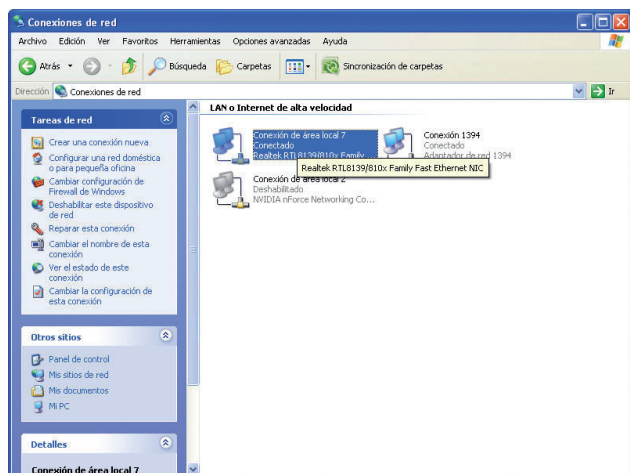 Conexiones de red
Archivo Edición Ver Favoritos Herramientas Opciones avanzadas Ayuda
Atrás Búsqueda Carpetas Sincronización de carpetas
Dirección Conexiones de red Ir
Tareas de red
Crear una conexión nueva
Configurar una red doméstica
o para pequeña oficina
Cambiar configuración de
Firewall de Windows
Deshabilitar este dispositivo
de red
Reparar esta conexión
Cambiar el nombre de esta
conexión
Ver el estado de este
conexión
Cambiar la configuración de
esta conexión
Otros sitios
Panel de control
Mis sitios de red
Mis documentos
Mi PC
Detalles
Conexión de área local 7
LAN o Internet de alta velocidad
Conexión de área local 7
Conectado
Realtek RTL8139/810x Family ...
Conexión 1394
Conectado
Adaptador de red 1394
Realtek RTL8139/810x Family Fast Ethernet NIC
Conexión de área local 2
Deshabilitado
NVIDIA nForce Networking Co...